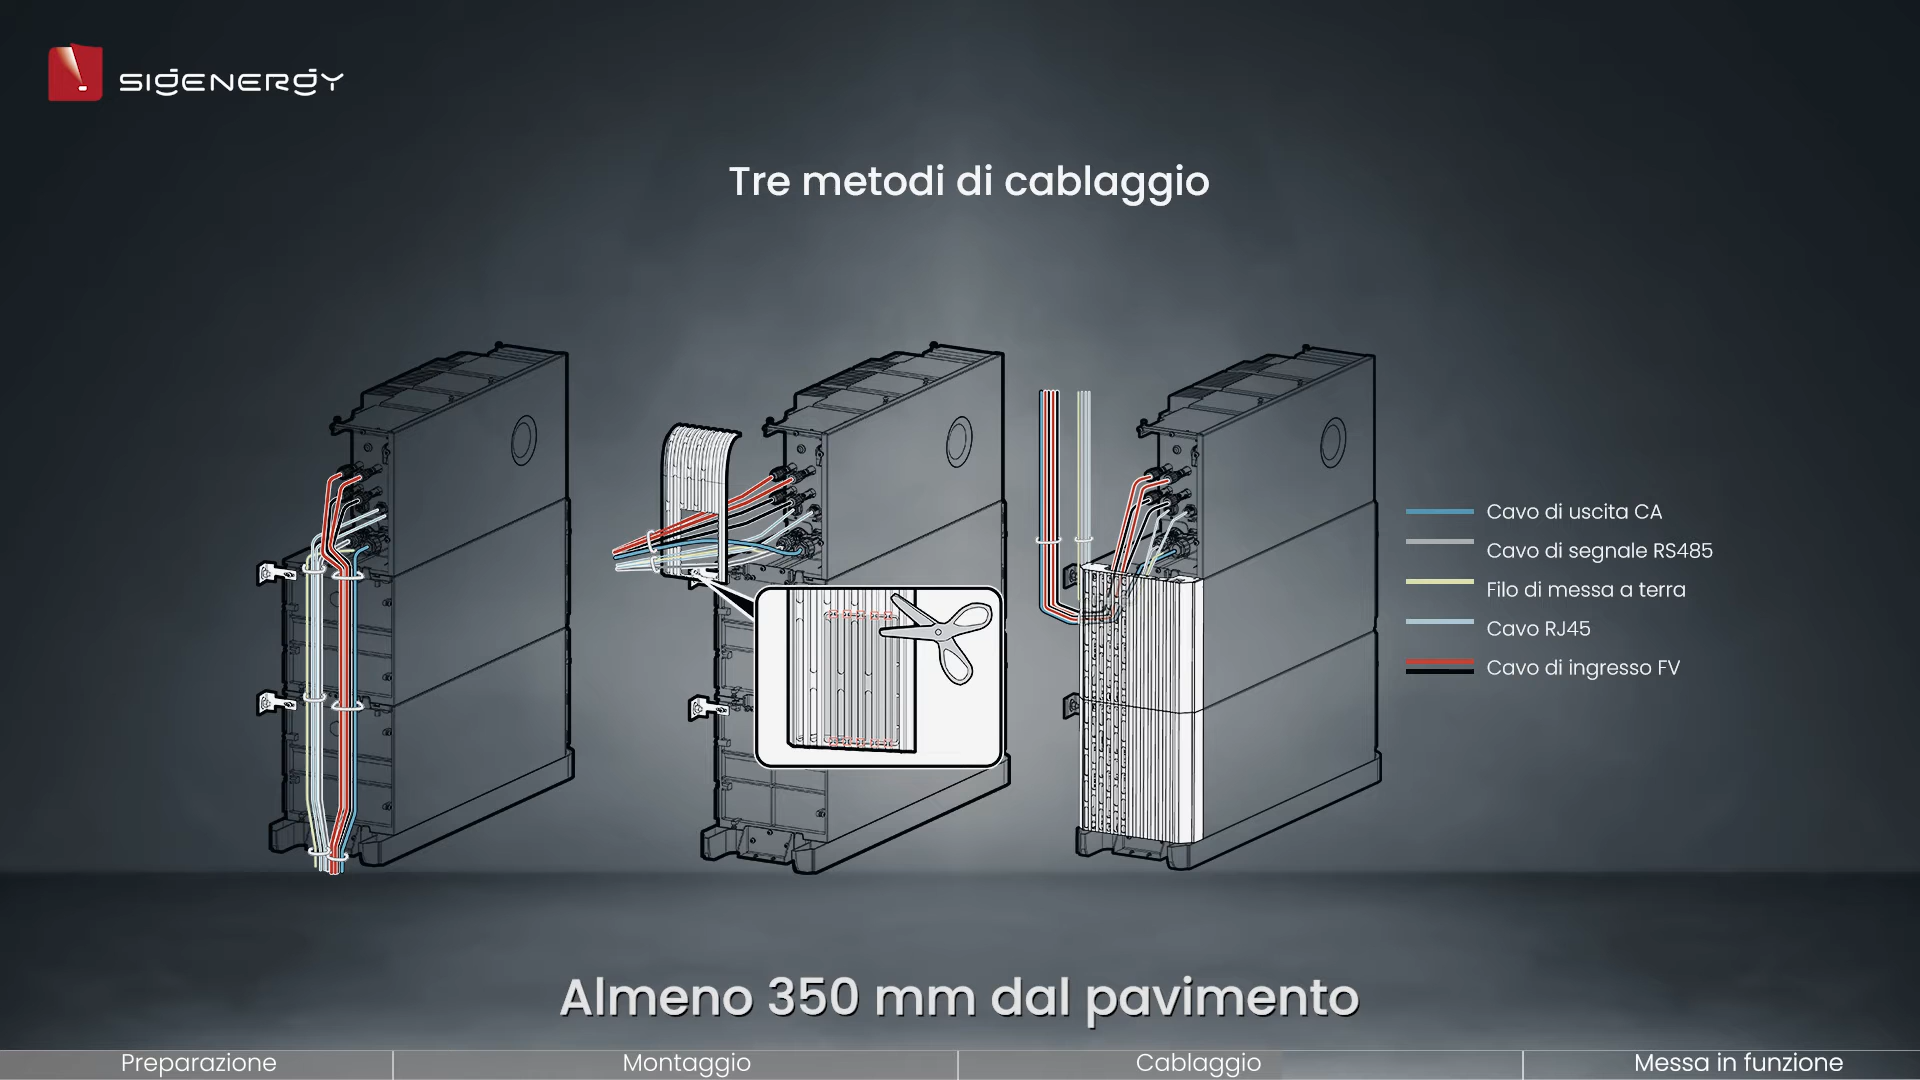 SIGENERGY
Tre metodi di cablaggio
Cavo di uscita CA
Cavo di segnale RS485
Filo di messa a terra
Cavo RJ45
Cavo di ingresso FV
Almeno 350 mm dal pavimento
Preparazione
Montaggio
Cablaggio
Messa in funzione